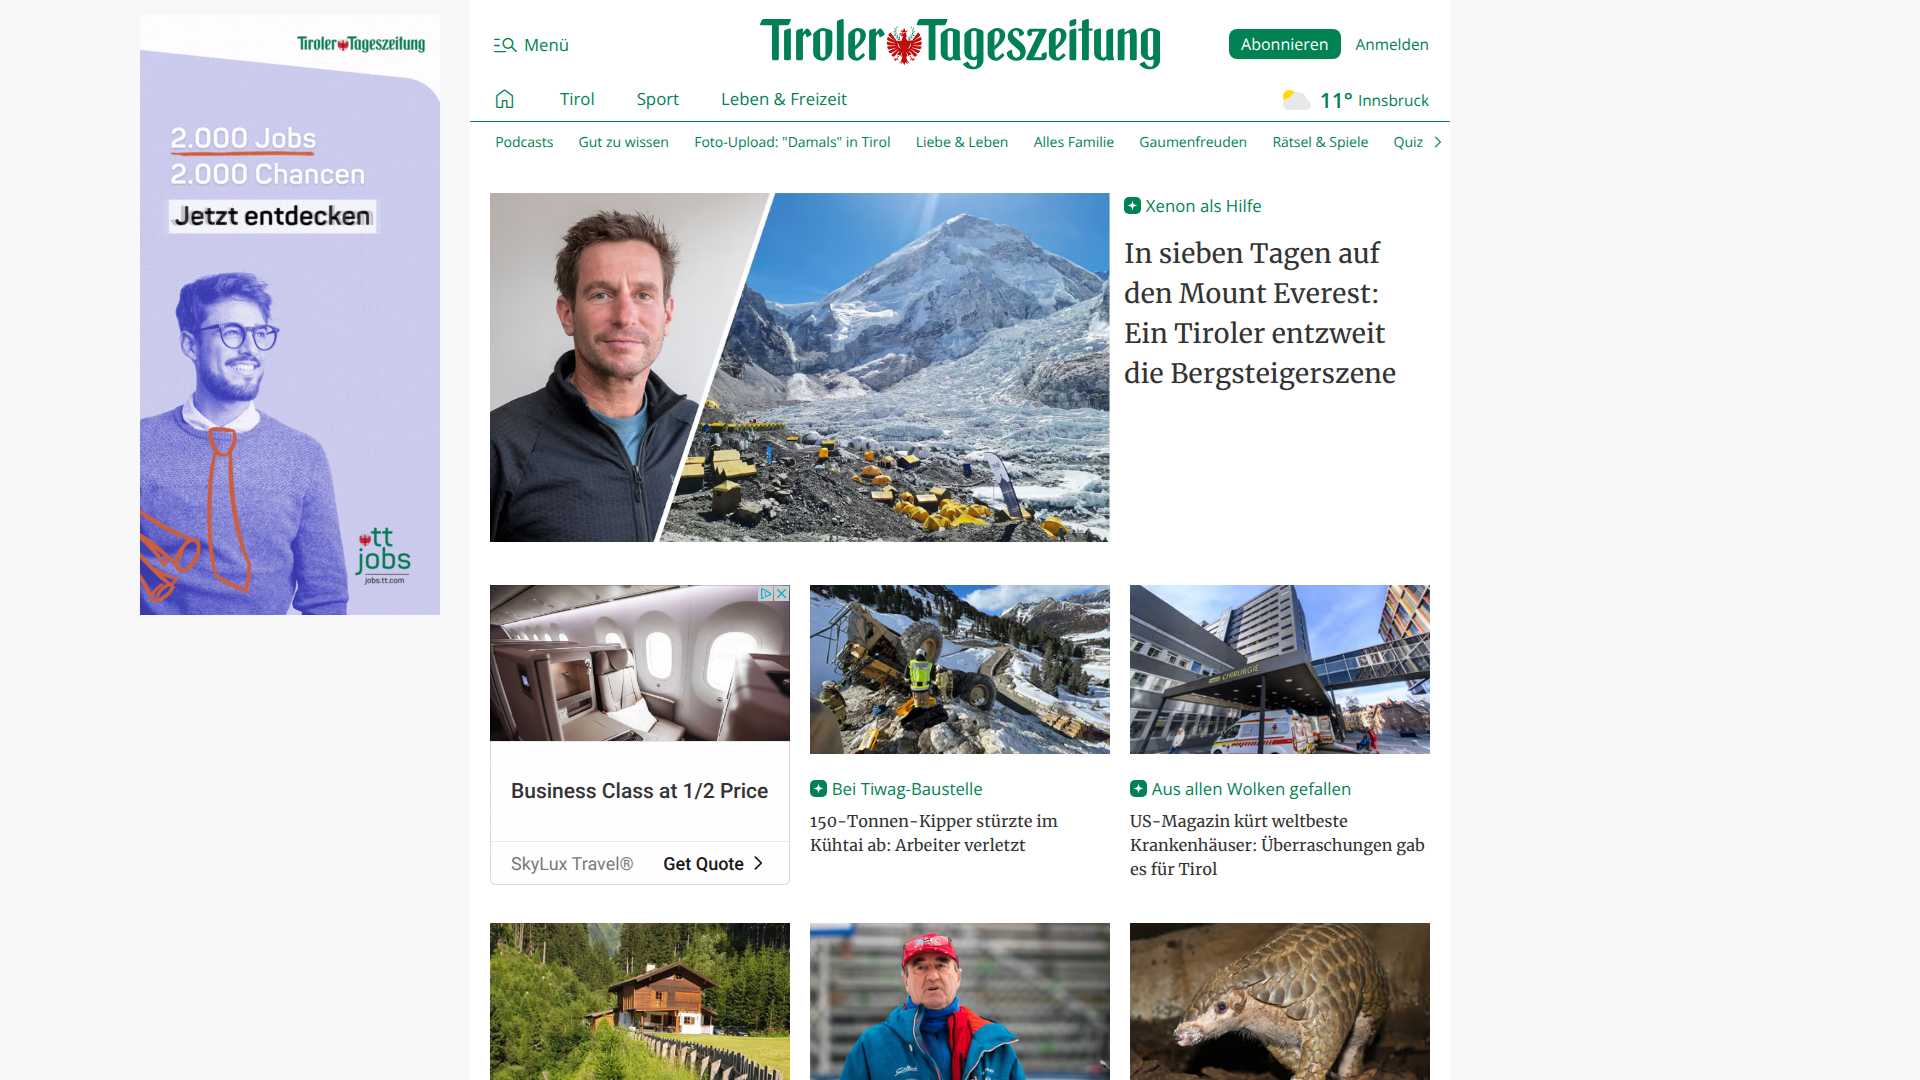 Tiroler Tageszeitung
2.000 Jobs
2.000 Chancen
Jetzt entdecken
tt
jobs
jobs.tt.com
Menü
Tiroler Tageszeitung
Abonnieren
Anmelden
Tirol
Sport
Leben & Freizeit
11° Innsbruck
Podcasts
Gut zu wissen
Foto-Upload: "Damals" in Tirol
Liebe & Leben
Alles Familie
Gaumenfreuden
Rätsel & Spiele
Quiz
Xenon als Hilfe
In sieben Tagen auf
den Mount Everest:
Ein Tiroler entzweit
die Bergsteigerszene
Business Class at 1/2 Price
SkyLux Travel®
Get Quote
Bei Tiwag-Baustelle
150-Tonnen-Kipper stürzte im
Kühtai ab: Arbeiter verletzt
CHIRURGIE
Aus allen Wolken gefallen
US-Magazin kürt weltbeste
Krankenhäuser: Überraschungen gab
es für Tirol